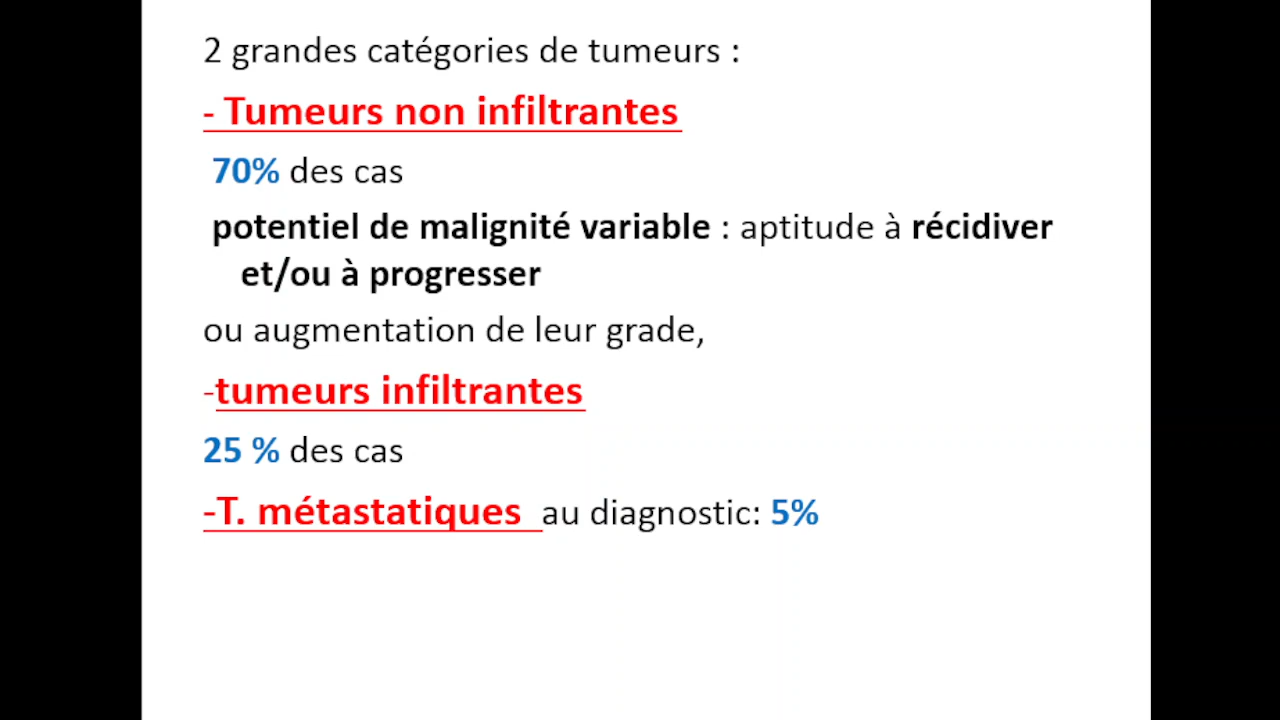 2 grandes catégories de tumeurs :
- Tumeurs non infiltrantes
70% des cas
potentiel de malignité variable : aptitude à récidiver
et/ou à progresser
ou augmentation de leur grade,
-tumeurs infiltrantes
25 % des cas
-T. métastatiques au diagnostic: 5%